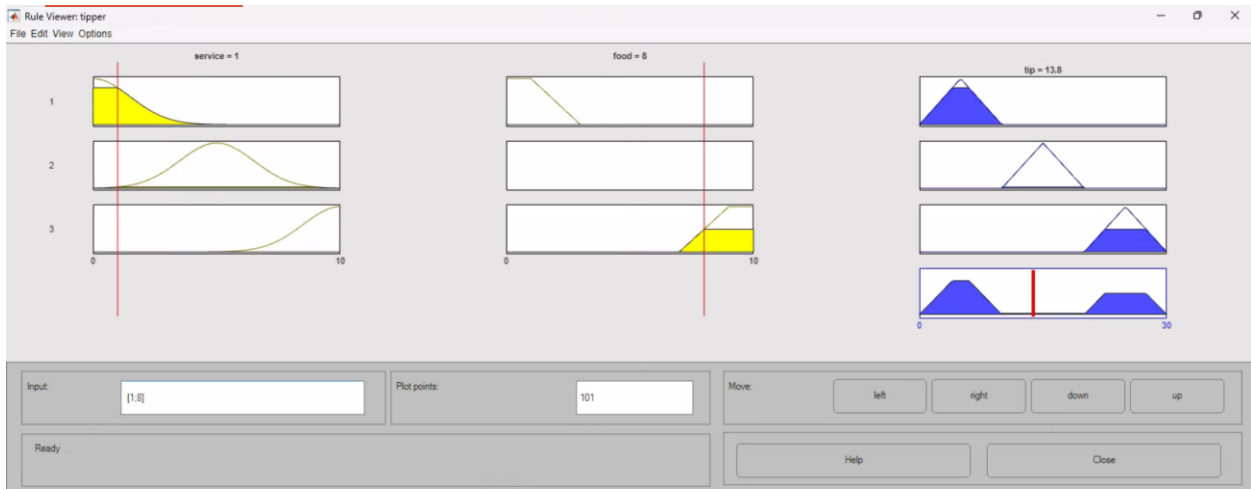 Rule Viewer: tipper
File Edit View Options
service = 1
food = 8
tip = 13.8
1
2
3
0
10
0
10
0
30
Input:
[1;8]
Plot points:
101
Move:
left
right
down
up
Ready
Help
Close